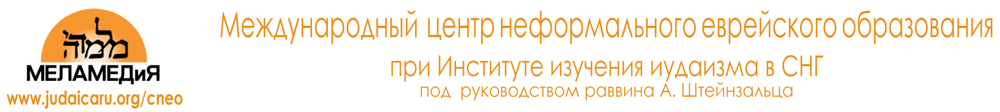 МЕЛАМЕДиЯ
www.judaicaru.org/cneo
Международный центр неформального еврейского образования
при Институте изучения иудаизма в СНГ
под руководством раввина А. Штейнзальца